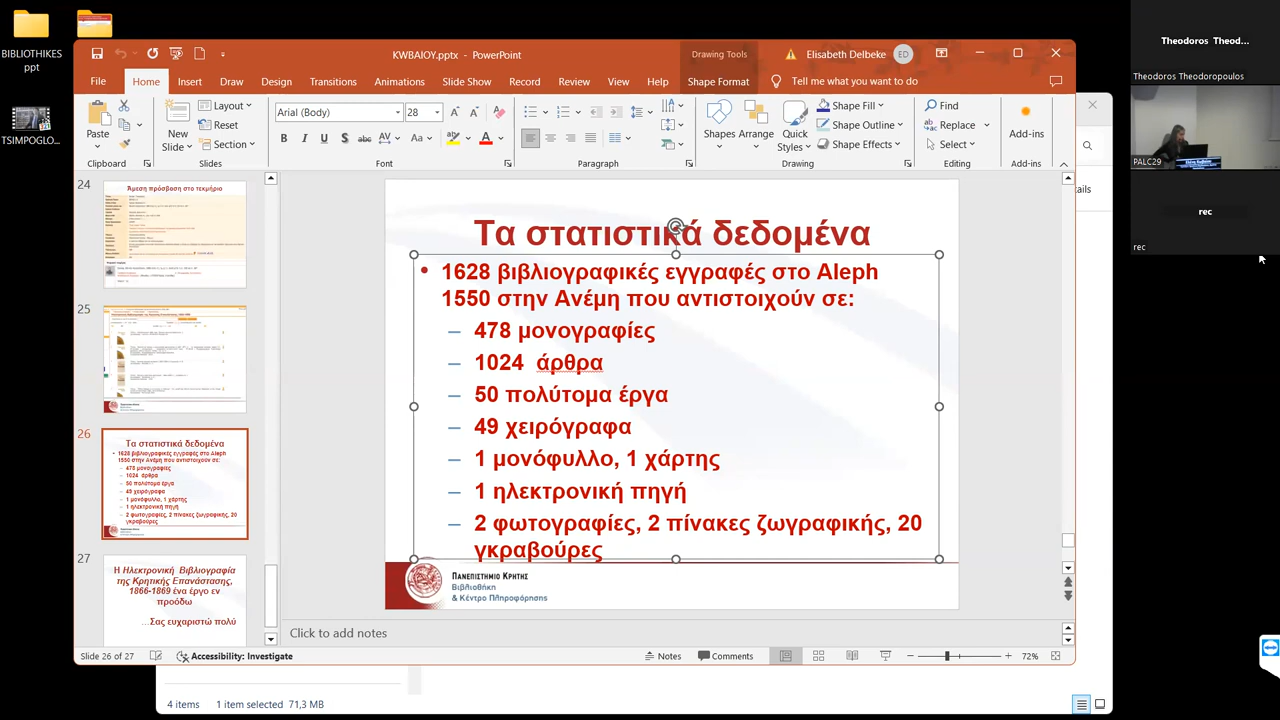 BIBLIOTHIKES
ppt
TSIMPOGLO...
KWBAIOY.pptx - PowerPoint
Drawing Tools
Elisabeth Delbeke
ED
File
Home
Insert
Draw
Design
Transitions
Animations
Slide Show
Record
Review
View
Help
Shape Format
Tell me what you want to do
Paste
Clipboard
New
Slide
Layout
Reset
Section
Slides
Arial (Body)
28
Font
Paragraph
Shapes
Arrange
Quick
Styles
Shape Fill
Shape Outline
Shape Effects
Drawing
Find
Replace
Select
Editing
Add-ins
Add-ins
24
Άμεση πρόσβαση στο τεκμήριο
25
26
Τα στατιστικά δεδομένα
1628 βιβλιογραφικές εγγραφές στο Aleph
1550 στην Ανέμη που αντιστοιχούν σε:
478 μονογραφίες
1024 άρθρα
50 πολύτομα έργα
49 χειρόγραφα
1 μονόφυλλο, 1 χάρτης
1 ηλεκτρονική πηγή
2 φωτογραφίες, 2 πίνακες ζωγραφικής, 20
γκραβούρες
27
Η Ηλεκτρονική Βιβλιογραφία
της Κρητικής Επανάστασης,
1866-1869 ένα έργο εν
προόδω
...Σας ευχαριστώ πολύ
Τα στατιστικά δεδομένα
• 1628 βιβλιογραφικές εγγραφές στο Aleph
1550 στην Ανέμη που αντιστοιχούν σε:
– 478 μονογραφίες
– 1024 άρθρα
– 50 πολύτομα έργα
– 49 χειρόγραφα
– 1 μονόφυλλο, 1 χάρτης
– 1 ηλεκτρονική πηγή
– 2 φωτογραφίες, 2 πίνακες ζωγραφικής, 20
γκραβούρες
ΠΑΝΕΠΙΣΤΗΜΙΟ ΚΡΗΤΗΣ
Βιβλιοθήκη
& Κέντρο Πληροφόρησης
Click to add notes
Slide 26 of 27
Accessibility: Investigate
Notes
Comments
72%
4 items
1 item selected 71,3 MB
ails
Theodoros Theod...
Theodoros Theodoropoulos
PALC29
rec
rec